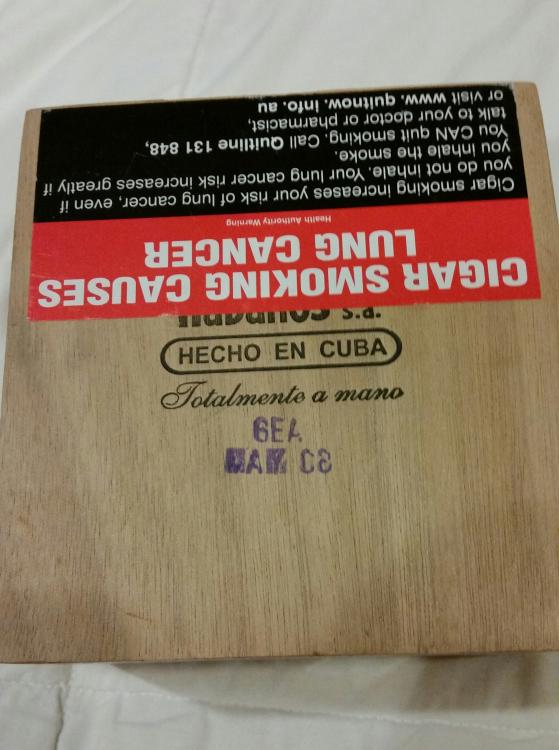 CIGAR SMOKING CAUSES
LUNG CANCER
Health Authority Warning
Cigar smoking increases your risk of lung cancer, even if
you do not inhale. Your lung cancer risk increases greatly if
you inhale the smoke.
You CAN quit smoking. Call Quitline 131 848,
talk to your doctor or pharmacist,
or visit www. quitnow. info. au
Habanos s.a.
HECHO EN CUBA
Totalmente a mano
GEA
08